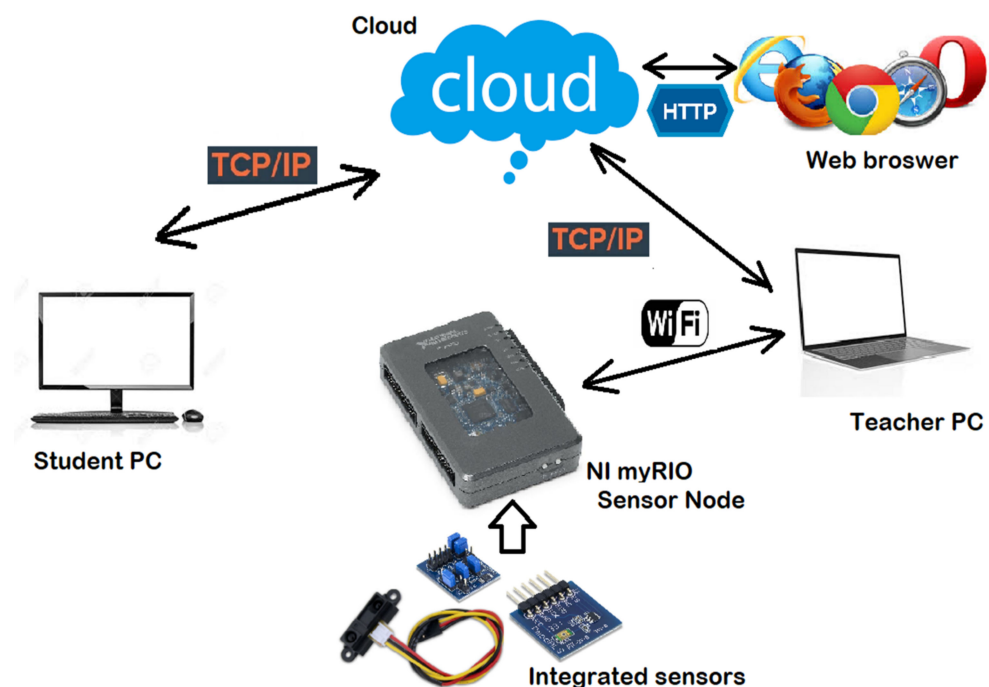 Cloud
cloud
HTTP
Web broswer
TCP/IP
TCP/IP
WiFi
Student PC
Teacher PC
NI myRIO
Sensor Node
Integrated sensors